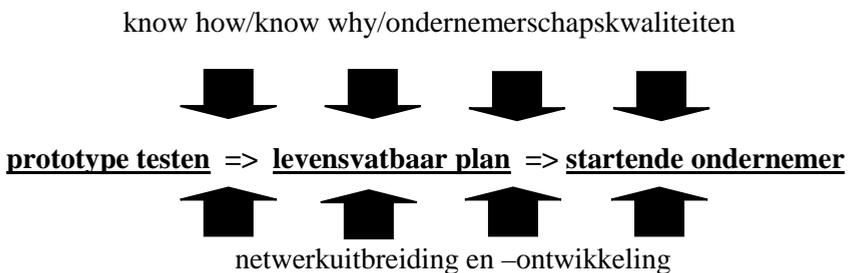 know how/know why/ondernemerschapskwaliteiten
prototype testen => levensvatbaar plan => startende ondernemer
netwerkuitbreiding en –ontwikkeling